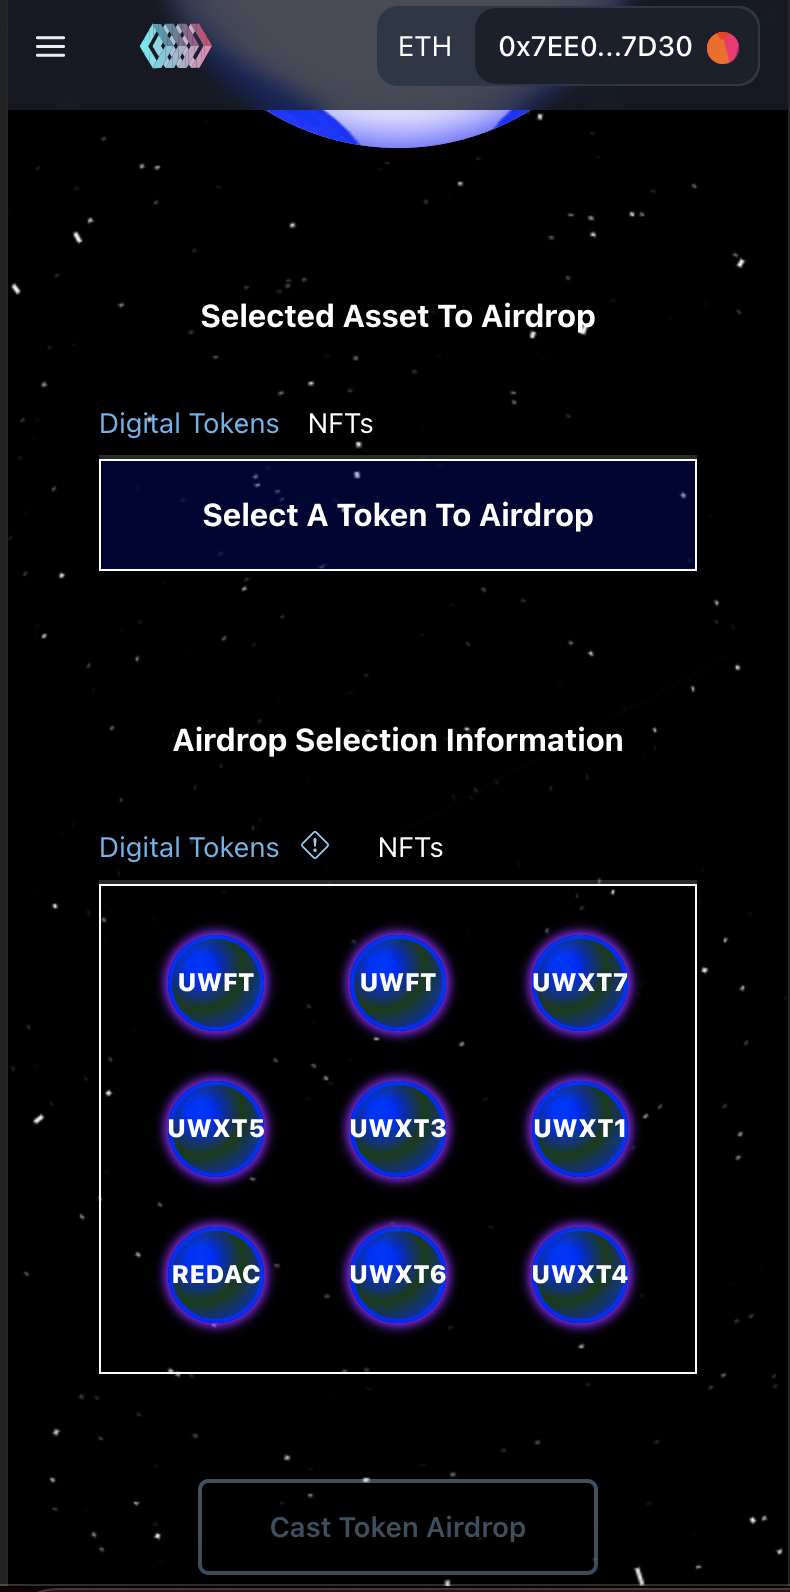 ETH 0x7EE0...7D30
Selected Asset To Airdrop
Digital Tokens NFTs
Select A Token To Airdrop
Airdrop Selection Information
Digital Tokens NFTs
UWFT UWFT UWXT7
UWXT5 UWXT3 UWXT1
REDAC UWXT6 UWXT4
Cast Token Airdrop